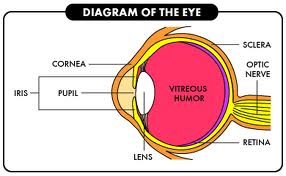 DIAGRAM OF THE EYE
SCLERA
CORNEA
OPTIC
NERVE
IRIS
PUPIL
VITREOUS
HUMOR
LENS
RETINA